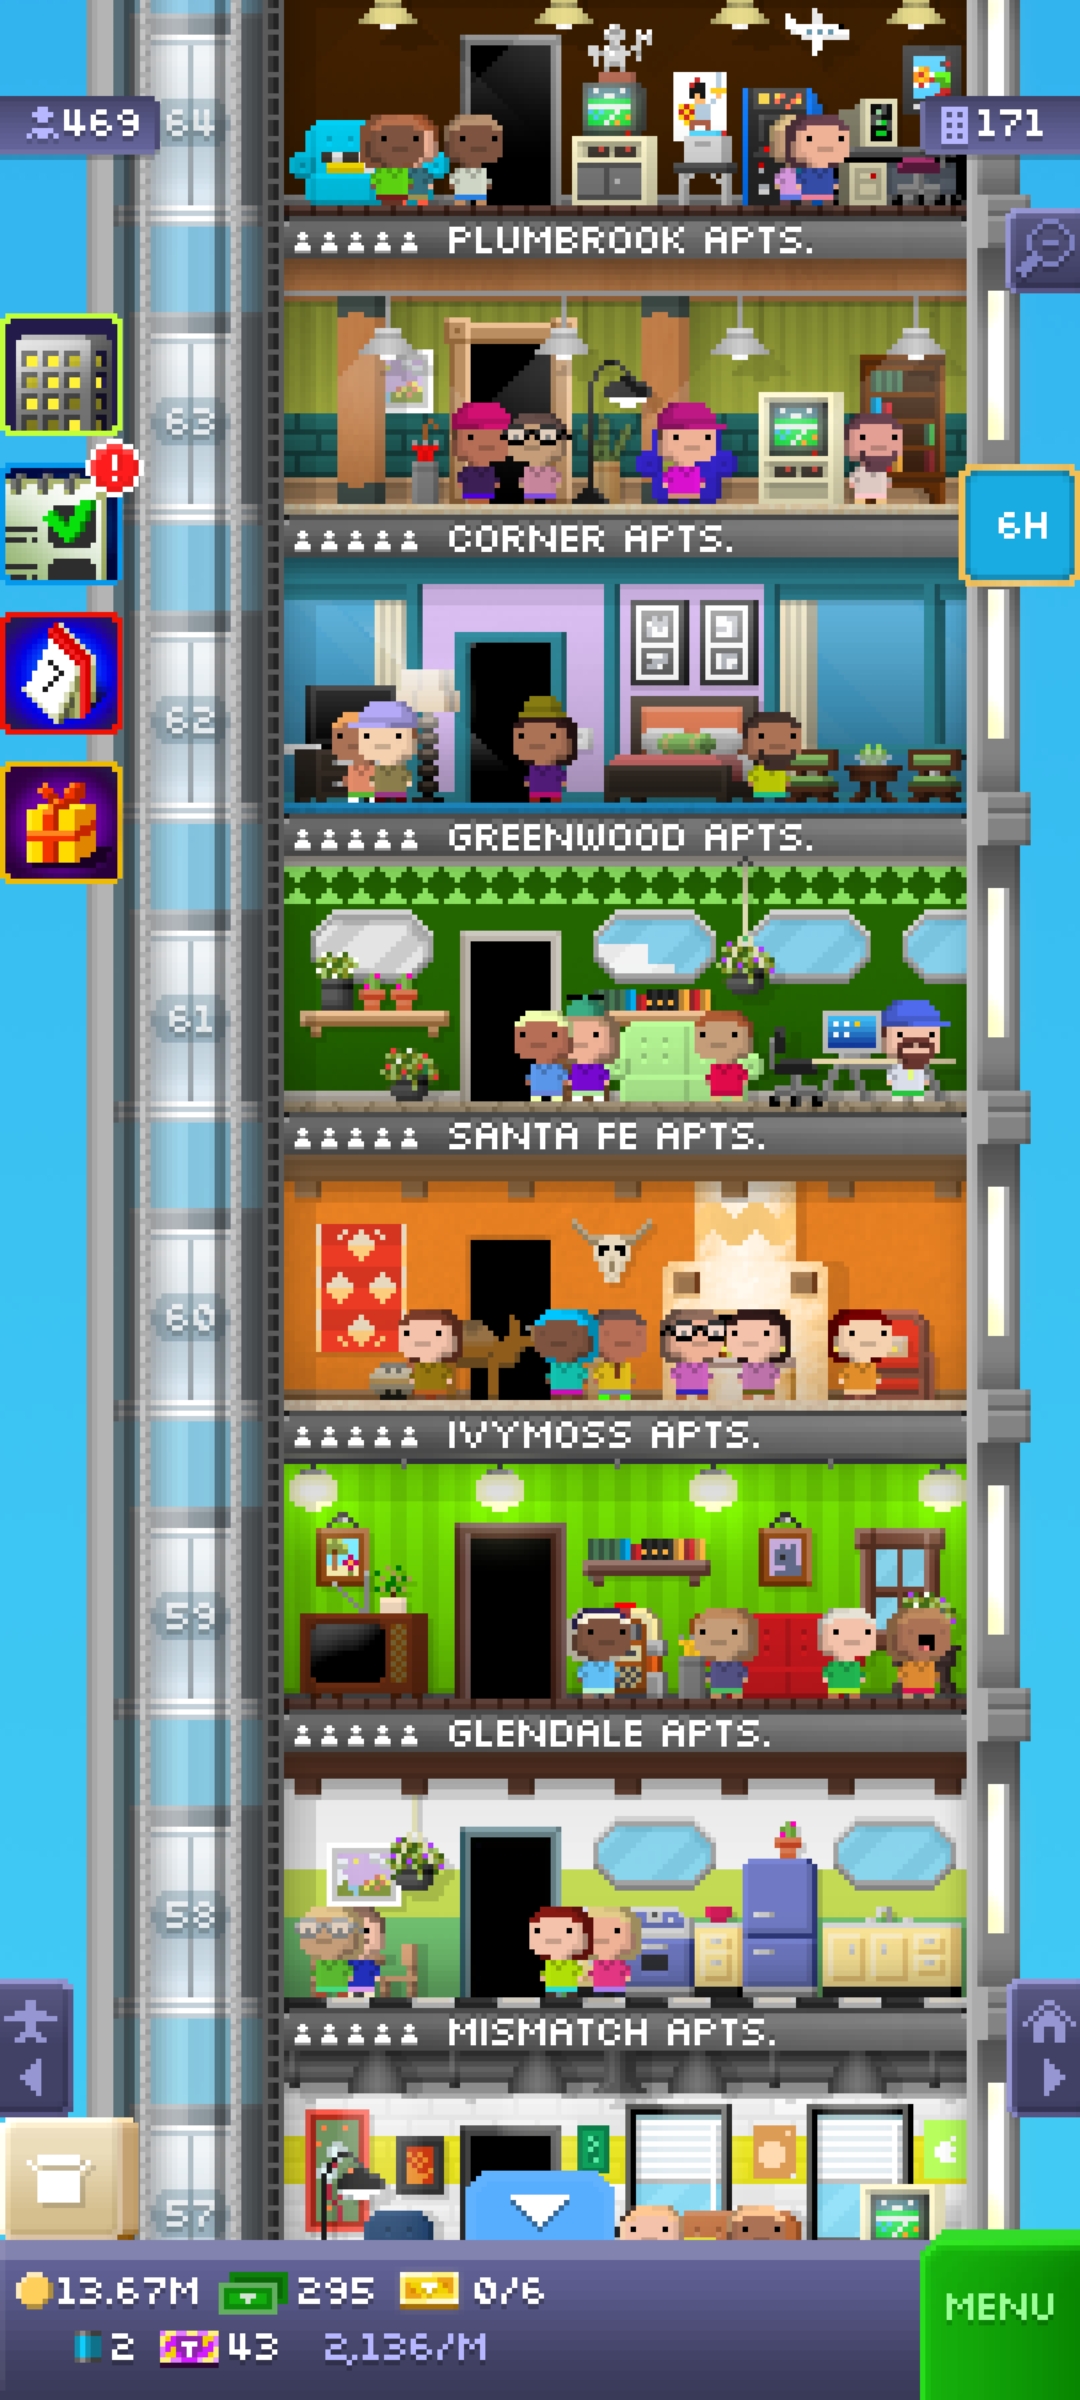 469
64
171
PLUMBROOK APTS.
63
6H
CORNER APTS.
62
GREENWOOD APTS.
61
SANTA FE APTS.
60
IVYMOSS APTS.
59
GLENDALE APTS.
58
MISMATCH APTS.
57
13.67M 295 0/6
MENU
2 43 2,136/M